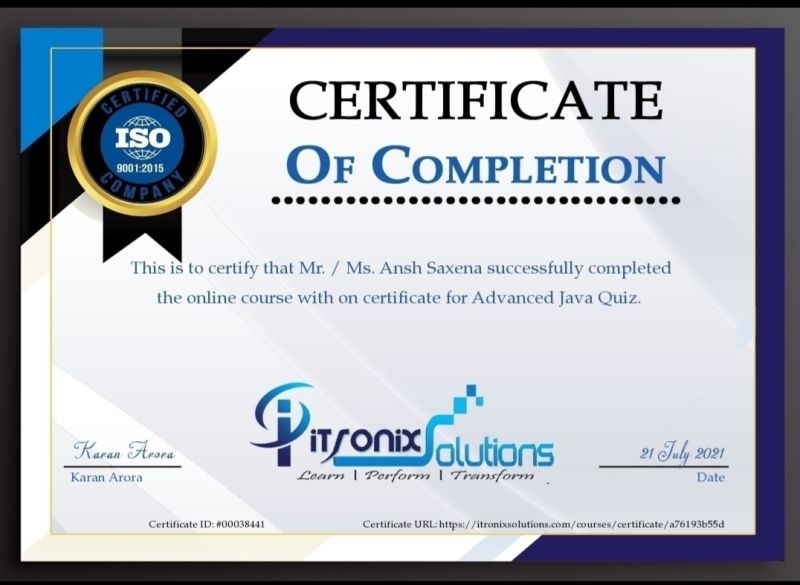 CERTIFIED
ISO
9001:2015
COMPANY
CERTIFICATE
OF COMPLETION
This is to certify that Mr. / Ms. Ansh Saxena successfully completed
the online course with on certificate for Advanced Java Quiz.
iTronix Solutions
Learn | Perform | Transform
Karan Arora
Karan Arora
21 July 2021
Date
Certificate ID: #00038441
Certificate URL: https://itronixsolutions.com/courses/certificate/a76193b55d